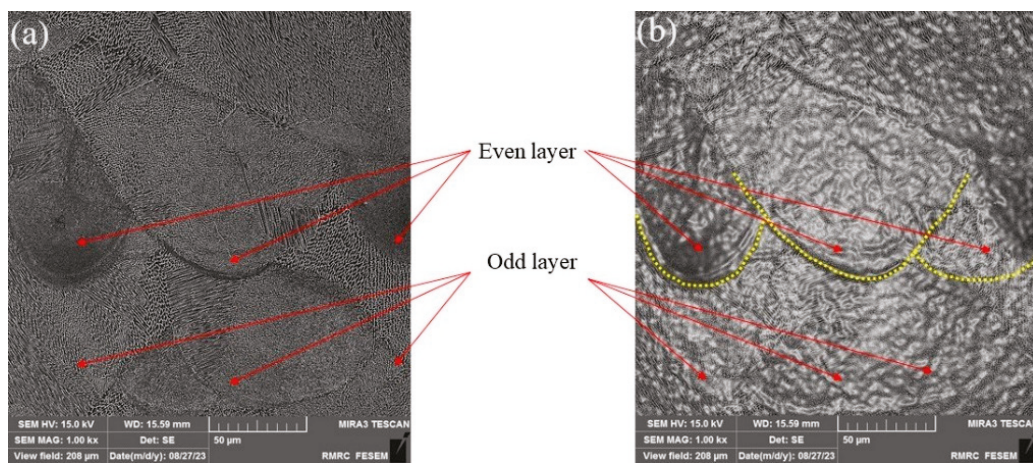 (a)
(b)
Even layer
Odd layer
SEM HV: 15.0 kV WD: 15.59 mm MIRA3 TESCAN
SEM MAG: 1.00 kx Det: SE 50 µm
View field: 208 µm Date(m/d/y): 08/27/23 RMRC FESEM
SEM HV: 15.0 kV WD: 15.59 mm MIRA3 TESCAN
SEM MAG: 1.00 kx Det: SE 50 µm
View field: 208 µm Date(m/d/y): 08/27/23 RMRC FESEM